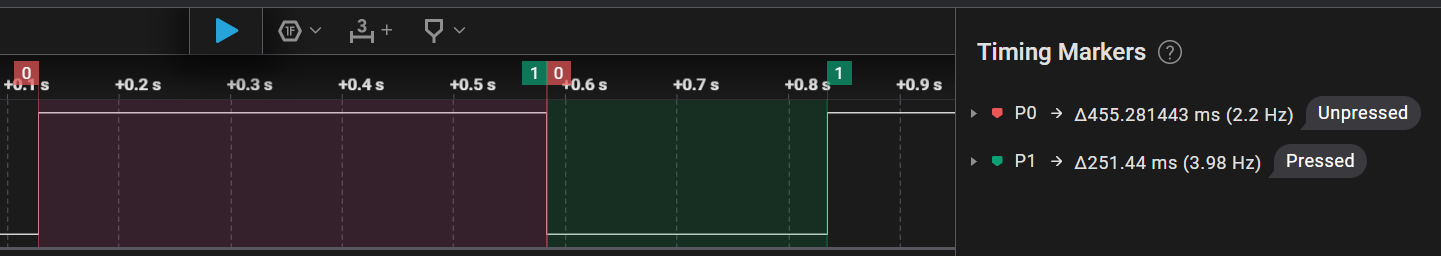 1F 3 +
0 1 0 1
+0.1 s +0.2 s +0.3 s +0.4 s +0.5 s +0.6 s +0.7 s +0.8 s +0.9 s
Timing Markers ?
P0 → Δ455.281443 ms (2.2 Hz) Unpressed
P1 → Δ251.44 ms (3.98 Hz) Pressed